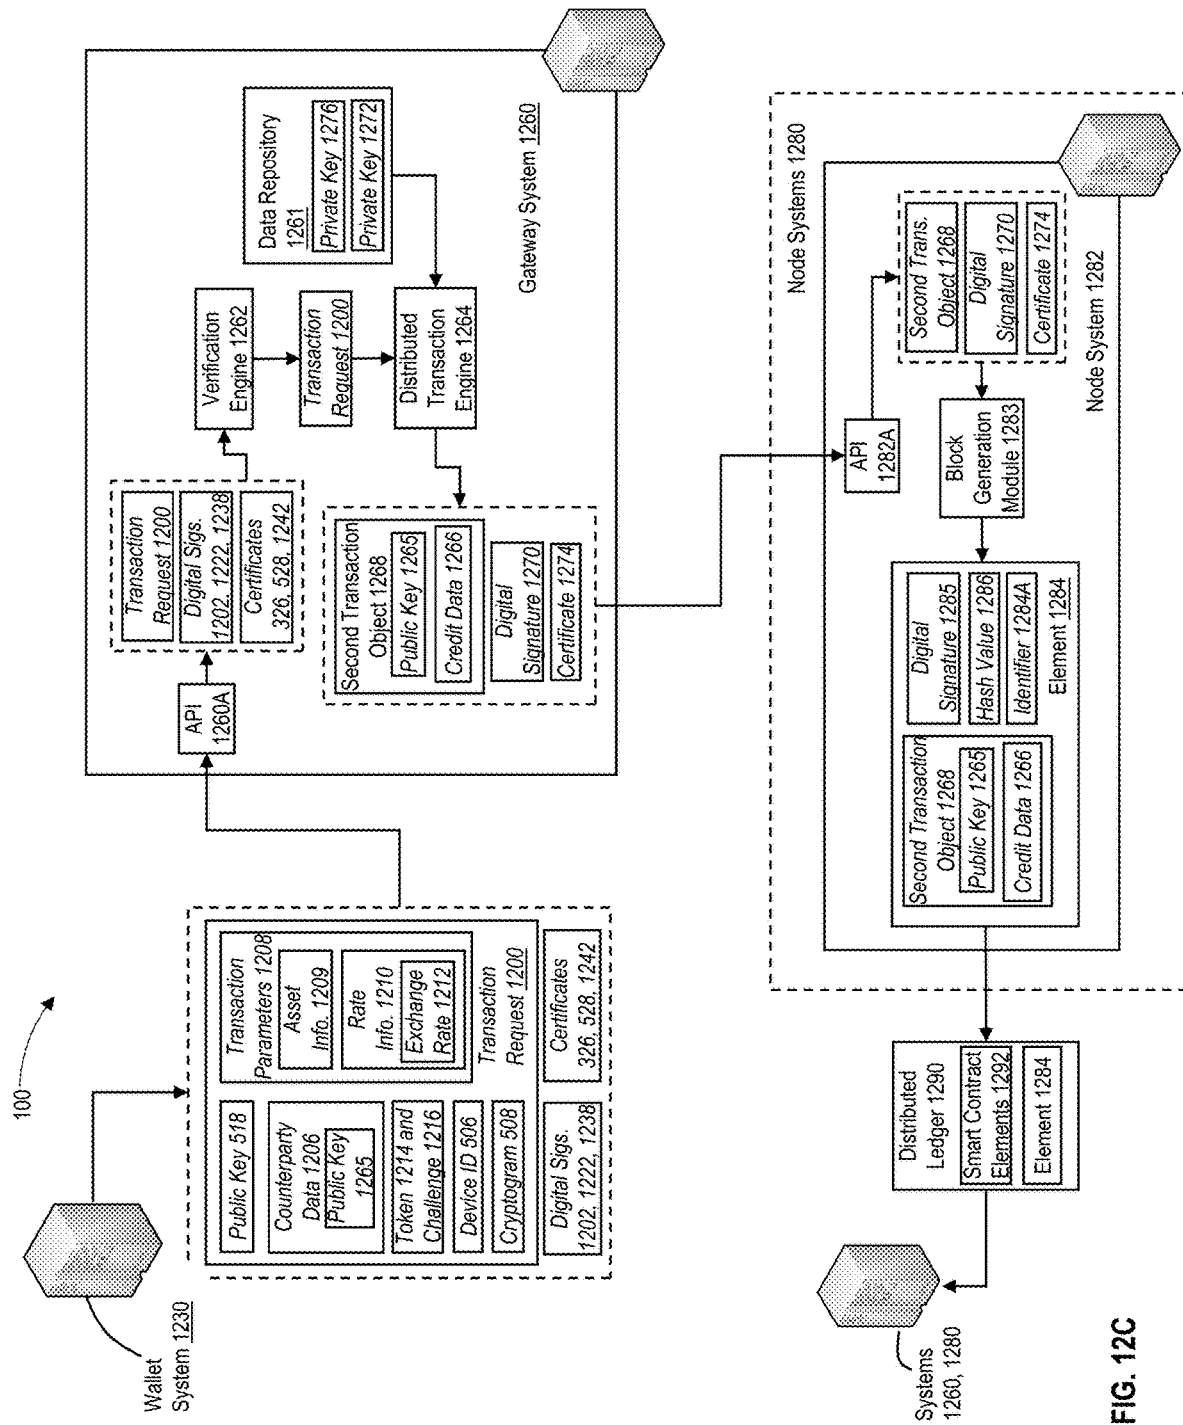 100
Wallet
System 1230
Public Key 518
Counterparty
Data 1206
Public Key
1265
Token 1214 and
Challenge 1216
Device ID 506
Cryptogram 508
Transaction
Parameters 1208
Asset
Info. 1209
Rate
Info. 1210
Exchange
Rate 1212
Transaction
Request 1200
Digital Sigs.
1202, 1222, 1238
Certificates
326, 528, 1242
API
1260A
Transaction
Request 1200
Digital Sigs.
1202, 1222, 1238
Certificates
326, 528, 1242
Verification
Engine 1262
Transaction
Request 1200
Distributed
Transaction
Engine 1264
Data Repository
1261
Private Key 1276
Private Key 1272
Second Transaction
Object 1268
Public Key 1265
Credit Data 1266
Digital
Signature 1270
Certificate 1274
Gateway System 1260
Node Systems 1280
API
1282A
Second Trans.
Object 1268
Digital
Signature 1270
Certificate 1274
Block
Generation
Module 1283
Second Transaction
Object 1268
Public Key 1265
Credit Data 1266
Digital
Signature 1285
Hash Value 1286
Identifier 1284A
Element 1284
Node System 1282
Distributed
Ledger 1290
Smart Contract
Elements 1292
Element 1284
Systems
1260, 1280
FIG. 12C